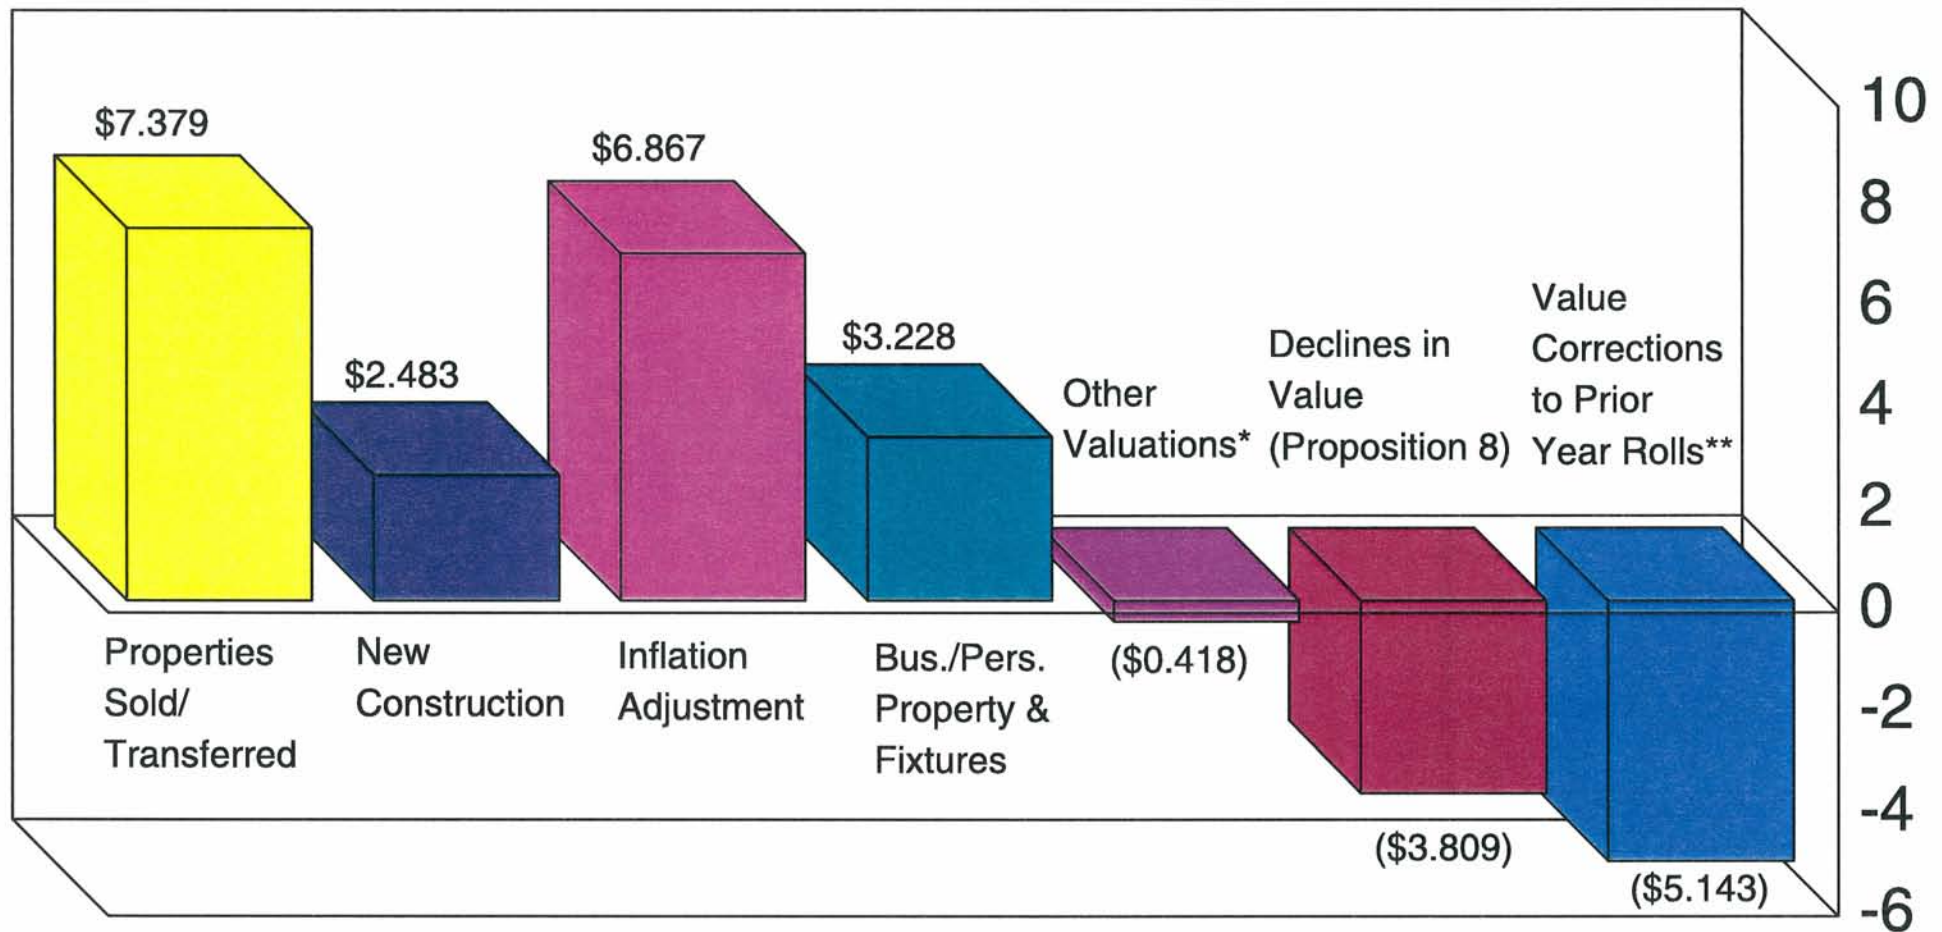 $7.379
$2.483
$6.867
$3.228
Other
Valuations*
Declines in
Value
(Proposition 8)
Value
Corrections
to Prior
Year Rolls**
10
8
6
4
2
0
-2
-4
-6
Properties
Sold/
Transferred
New
Construction
Inflation
Adjustment
Bus./Pers.
Property &
Fixtures
($0.418)
($3.809)
($5.143)